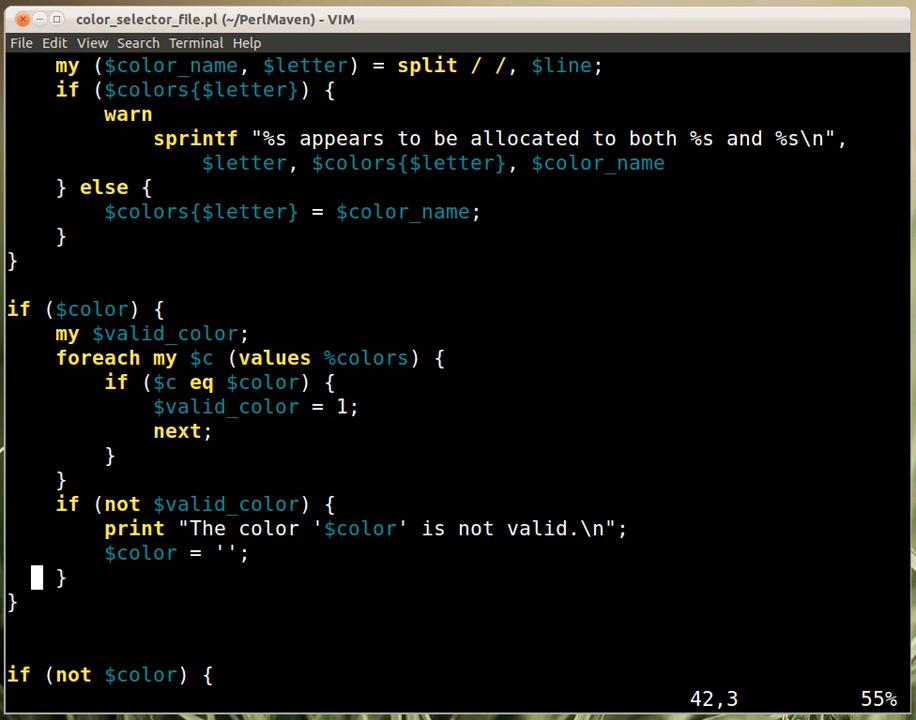 color_selector_file.pl (~/PerlMaven) - VIM
File Edit View Search Terminal Help
    my ($color_name, $letter) = split / /, $line;
    if ($colors{$letter}) {
        warn
            sprintf "%s appears to be allocated to both %s and %s\n",
                $letter, $colors{$letter}, $color_name
    } else {
        $colors{$letter} = $color_name;
    }
}
if ($color) {
    my $valid_color;
    foreach my $c (values %colors) {
        if ($c eq $color) {
            $valid_color = 1;
            next;
        }
    }
    if (not $valid_color) {
        print "The color '$color' is not valid.\n";
        $color = '';
    }
}
if (not $color) {
42,3 55%